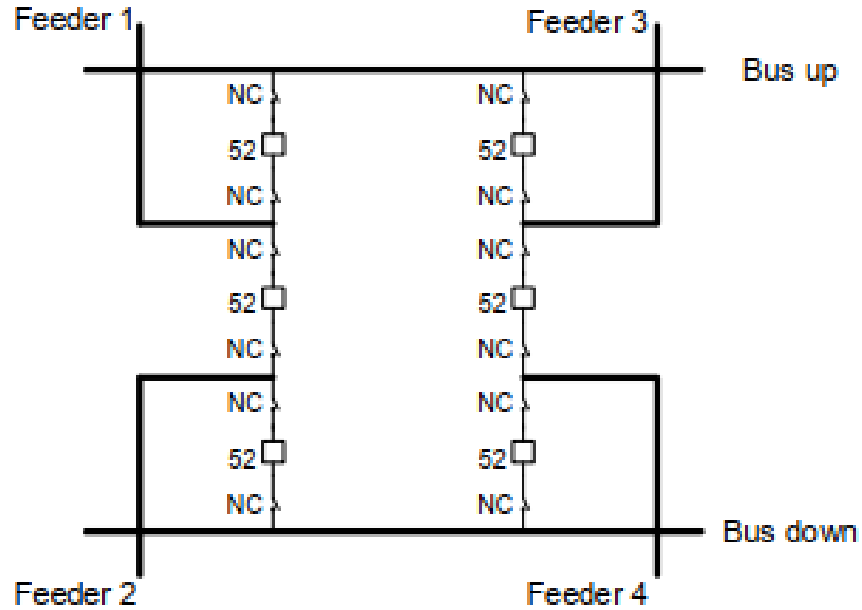 Feeder 1
Feeder 3
Bus up
NC
NC
52
52
NC
NC
NC
NC
52
52
NC
NC
NC
NC
52
52
NC
NC
Bus down
Feeder 2
Feeder 4